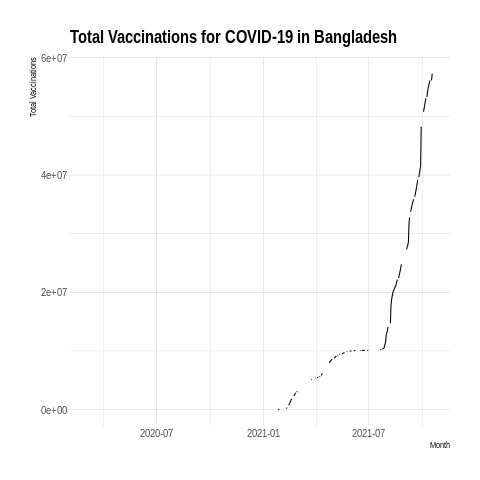 Total Vaccinations for COVID-19 in Bangladesh
Total Vaccinations
6e+07
4e+07
2e+07
0e+00
2020-07
2021-01
2021-07
Month